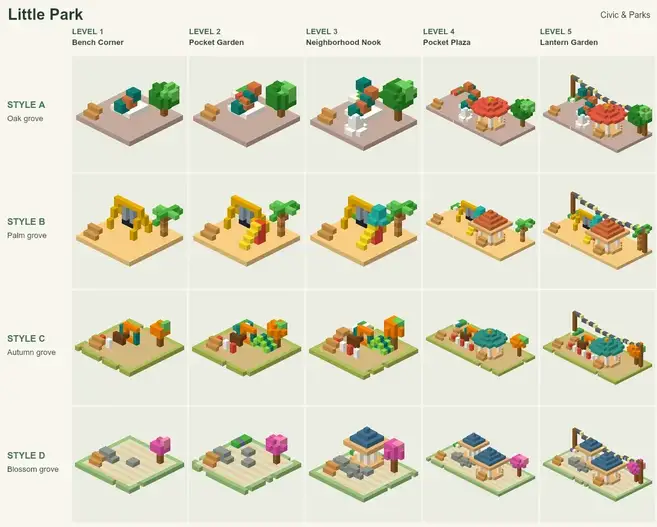 Little Park
Civic & Parks
LEVEL 1
Bench Corner
LEVEL 2
Pocket Garden
LEVEL 3
Neighborhood Nook
LEVEL 4
Pocket Plaza
LEVEL 5
Lantern Garden
STYLE A
Oak grove
STYLE B
Palm grove
STYLE C
Autumn grove
STYLE D
Blossom grove